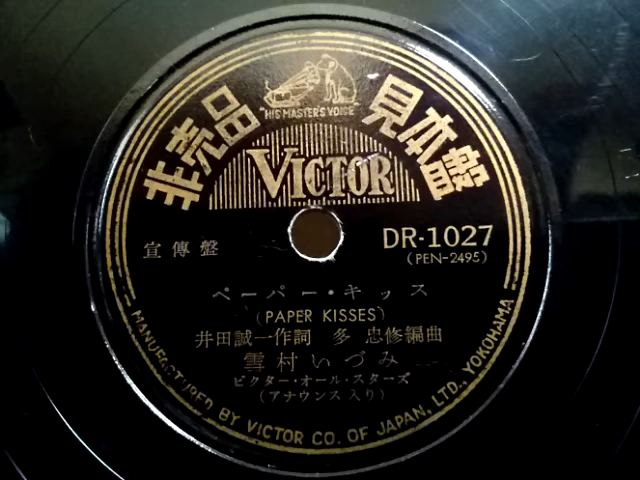 非売品 見本盤
"HIS MASTER'S VOICE"
VICTOR
宣傳盤
DR-1027
(PEN-2495)
ペーパー・キッス
(PAPER KISSES)
井田誠一作詞 多 忠修編曲
雪村いづみ
ビクター・オール・スターズ
(アナウンス入り)
MANUFACTURED BY VICTOR CO. OF JAPAN, LTD., YOKOHAMA